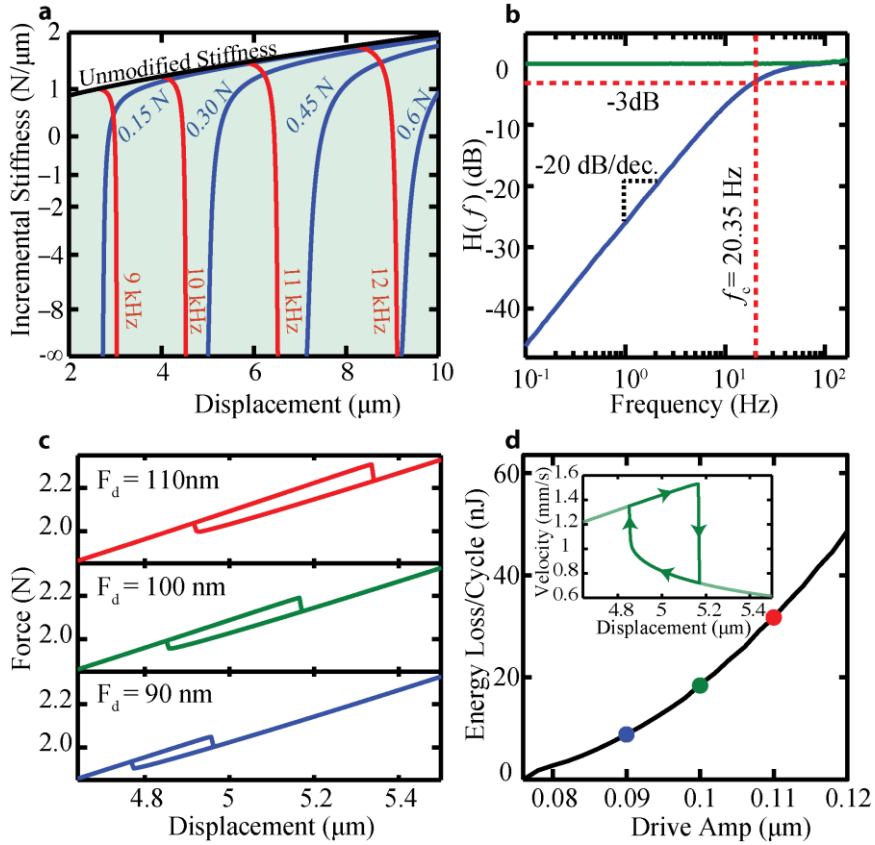 a
Incremental Stiffness (N/μm)
2
1
0
−1
−2
−4
−8
-∞
Unmodified Stiffness
0.15 N
0.30 N
0.45 N
0.6 N
9 kHz
10 kHz
11 kHz
12 kHz
2
4
6
8
10
Displacement (μm)
b
H(f) (dB)
0
-10
-20
-30
-40
-3dB
-20 dB/dec.
f_c = 20.35 Hz
10⁻¹
10⁰
10¹
10²
Frequency (Hz)
c
Force (N)
F_d = 110nm
2.2
2.0
F_d = 100 nm
2.2
2.0
F_d = 90 nm
2.2
2.0
4.8
5
5.2
5.4
Displacement (μm)
d
Energy Loss/Cycle (nJ)
60
40
20
0
Velocity (mm/s)
1.6
1.4
1.2
1
0.8
0.6
4.8
5
5.2
5.4
Displacement (μm)
0.08
0.09
0.1
0.11
0.12
Drive Amp (μm)